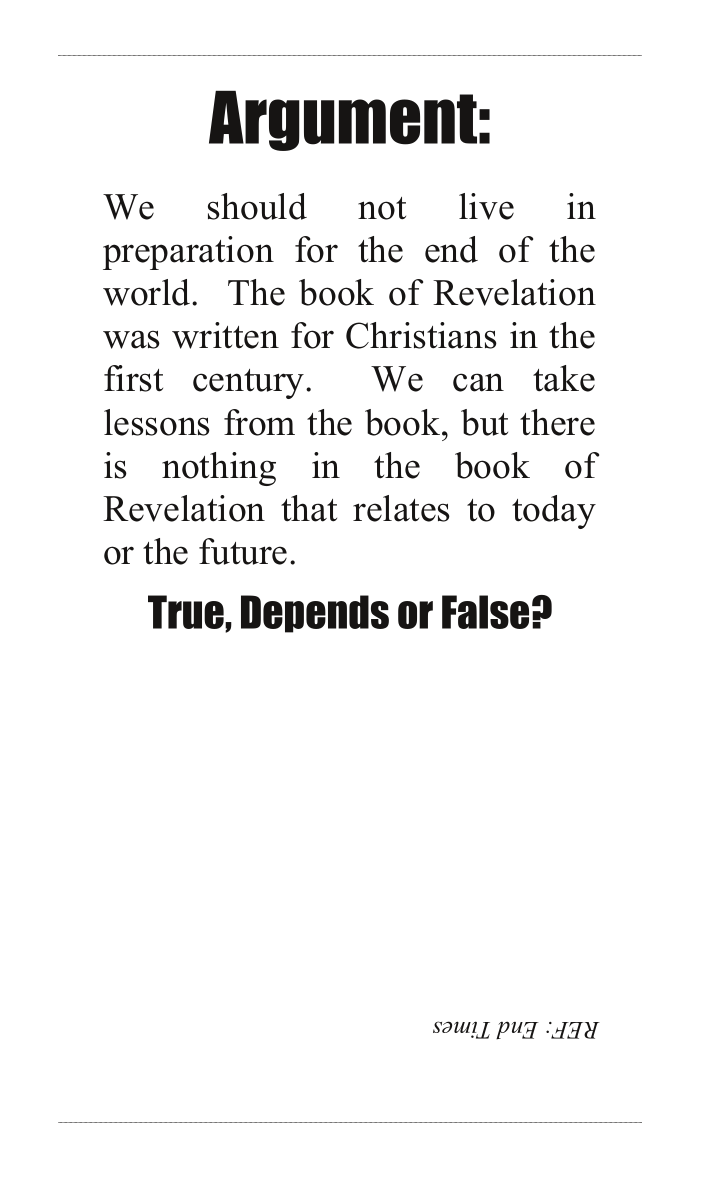 Argument:
We should not live in
preparation for the end of the
world. The book of Revelation
was written for Christians in the
first century. We can take
lessons from the book, but there
is nothing in the book of
Revelation that relates to today
or the future.
True, Depends or False?
REF: End Times